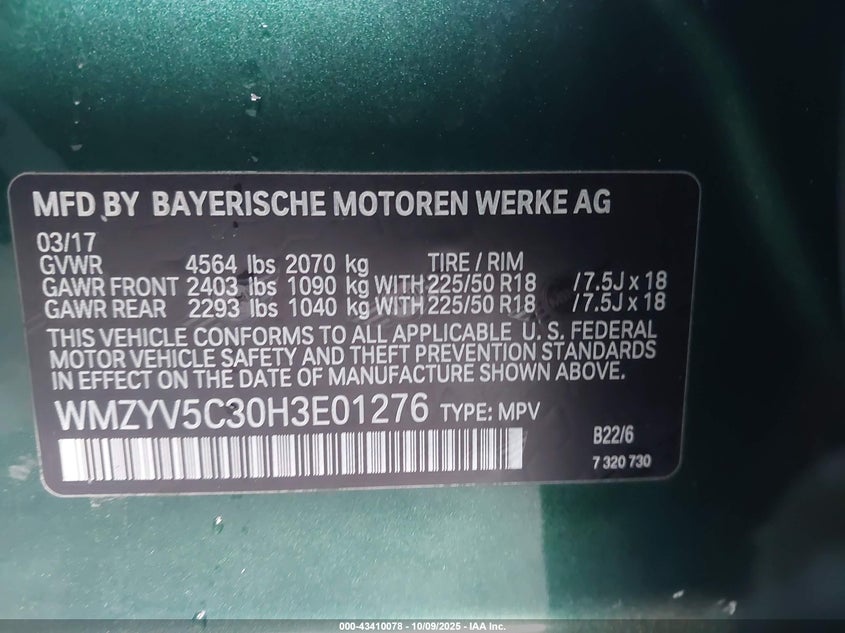 MFD BY BAYERISCHE MOTOREN WERKE AG
03/17
GVWR 4564 lbs 2070 kg TIRE / RIM
GAWR FRONT 2403 lbs 1090 kg WITH 225/50 R18 / 7.5J x 18
GAWR REAR 2293 lbs 1040 kg WITH 225/50 R18 / 7.5J x 18
THIS VEHICLE CONFORMS TO ALL APPLICABLE U. S. FEDERAL
MOTOR VEHICLE SAFETY AND THEFT PREVENTION STANDARDS
IN EFFECT ON THE DATE OF MANUFACTURE SHOWN ABOVE.
WMZYV5C30H3E01276 TYPE: MPV
B22/6
7 320 730
000-43410078 - 10/09/2025 - IAA Inc.